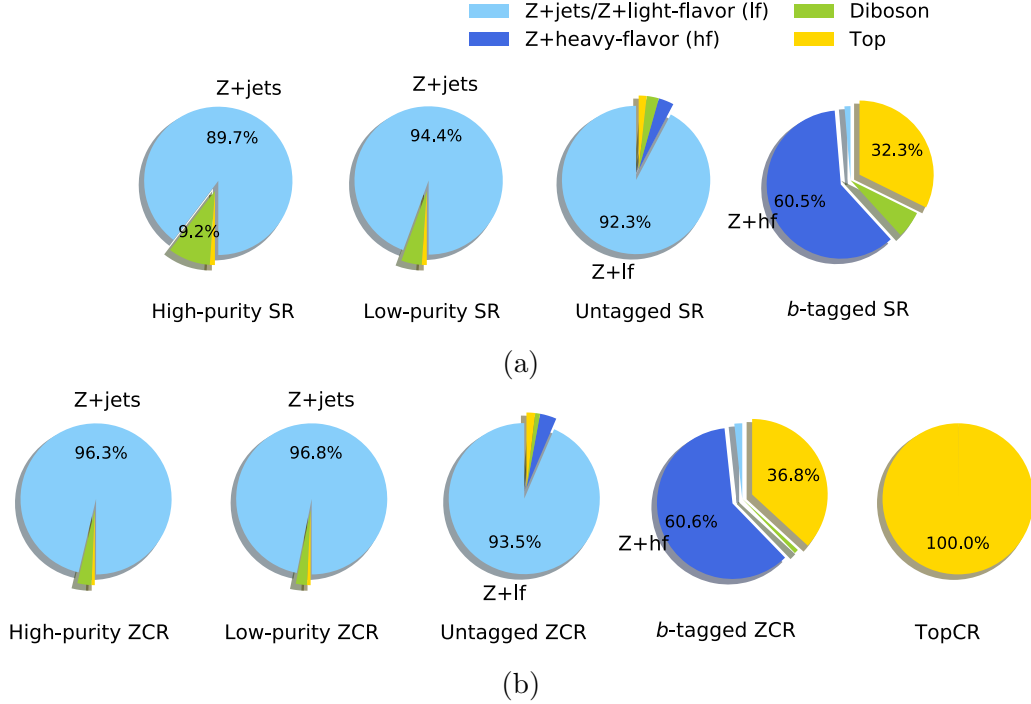 Z+jets/Z+light-flavor (lf)
Diboson
Z+heavy-flavor (hf)
Top
Z+jets
Z+jets
89.7%
94.4%
32.3%
9.2%
92.3%
60.5%
Z+hf
Z+lf
High-purity SR
Low-purity SR
Untagged SR
b-tagged SR
(a)
Z+jets
Z+jets
96.3%
96.8%
36.8%
93.5%
60.6%
100.0%
Z+hf
Z+lf
High-purity ZCR
Low-purity ZCR
Untagged ZCR
b-tagged ZCR
TopCR
(b)